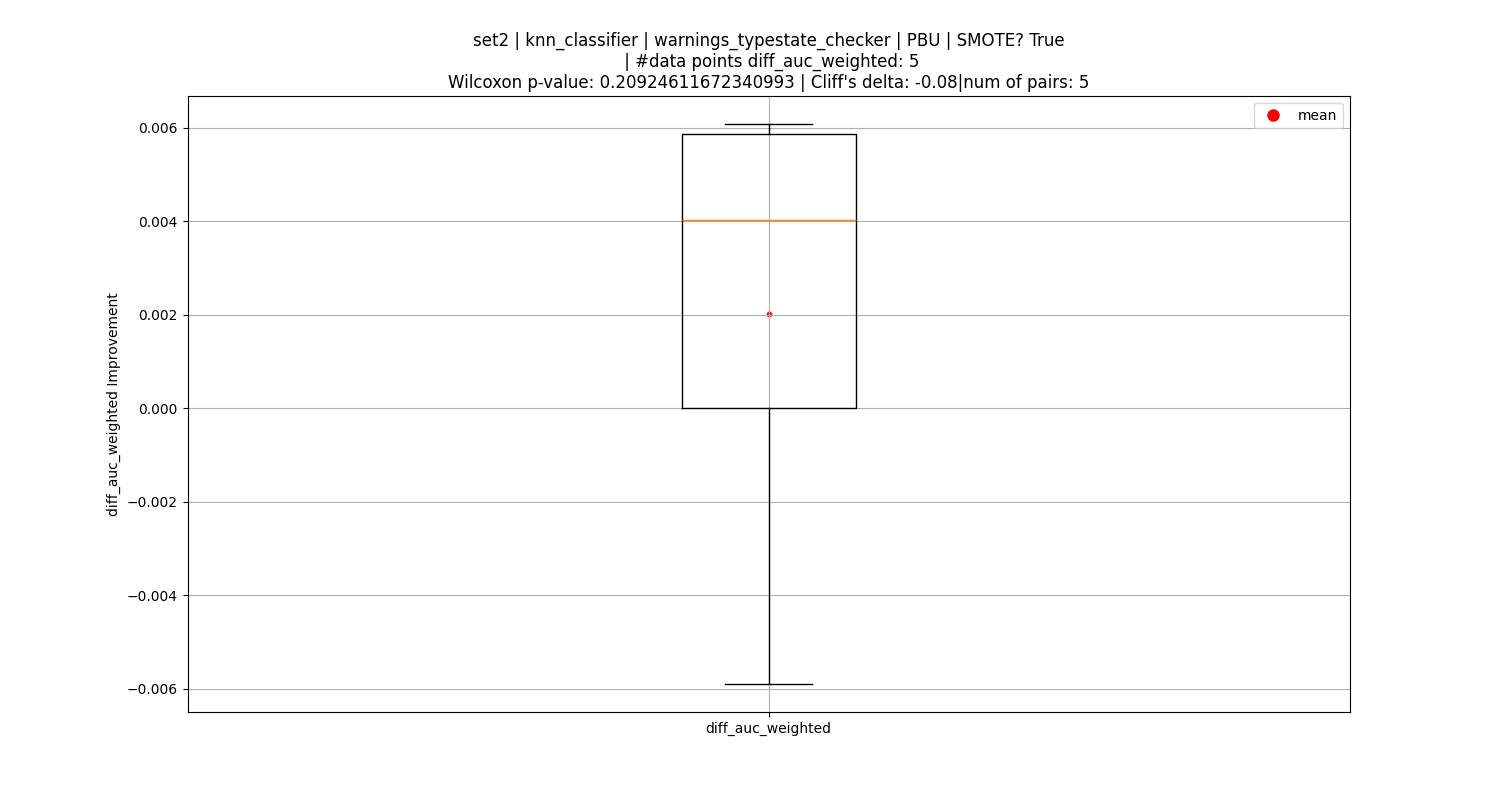 set2 | knn_classifier | warnings_typestate_checker | PBU | SMOTE? True
| #data points diff_auc_weighted: 5
Wilcoxon p-value: 0.20924611672340993 | Cliff's delta: -0.08|num of pairs: 5
mean
0.006
0.004
0.002
0.000
−0.002
−0.004
−0.006
diff_auc_weighted Improvement
diff_auc_weighted